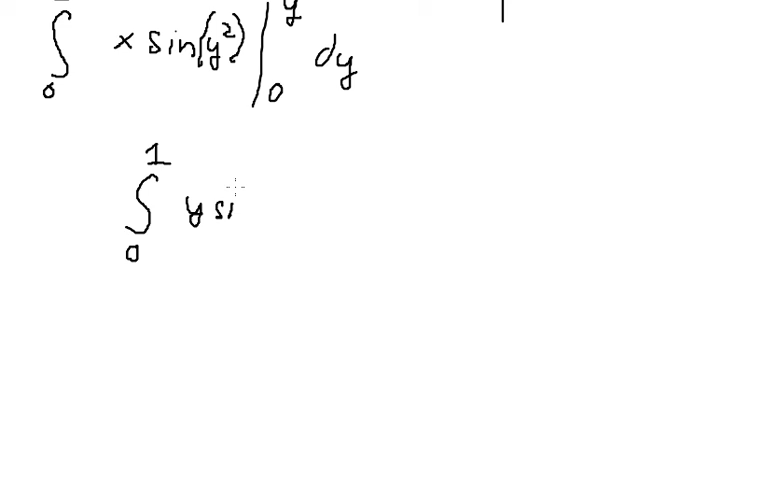 ∫₀ x sin(y²) |₀^y dy
∫₀¹ y si